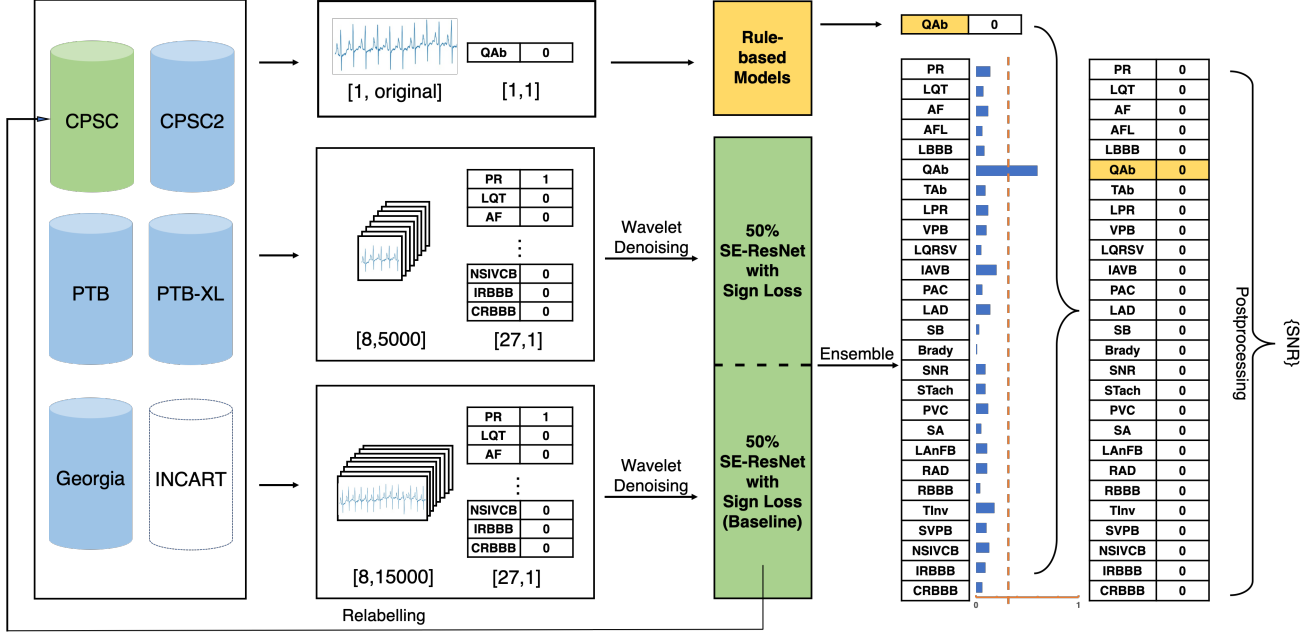 CPSC
CPSC2
PTB
PTB-XL
Georgia
INCART
QAb 0
[1, original] [1,1]
PR 1
LQT 0
AF 0
⋮
NSIVCB 0
IRBBB 0
CRBBB 0
[8,5000] [27,1]
PR 1
LQT 0
AF 0
⋮
NSIVCB 0
IRBBB 0
CRBBB 0
[8,15000] [27,1]
Relabelling
Wavelet
Denoising
Wavelet
Denoising
Rule-
based
Models
50%
SE-ResNet
with
Sign Loss
50%
SE-ResNet
with
Sign Loss
(Baseline)
Ensemble
QAb 0
PR
LQT
AF
AFL
LBBB
QAb
TAb
LPR
VPB
LQRSV
IAVB
PAC
LAD
SB
Brady
SNR
STach
PVC
SA
LAnFB
RAD
RBBB
TInv
SVPB
NSIVCB
IRBBB
CRBBB
0 1
PR 0
LQT 0
AF 0
AFL 0
LBBB 0
QAb 0
TAb 0
LPR 0
VPB 0
LQRSV 0
IAVB 0
PAC 0
LAD 0
SB 0
Brady 0
SNR 0
STach 0
PVC 0
SA 0
LAnFB 0
RAD 0
RBBB 0
TInv 0
SVPB 0
NSIVCB 0
IRBBB 0
CRBBB 0
Postprocessing
{SNR}